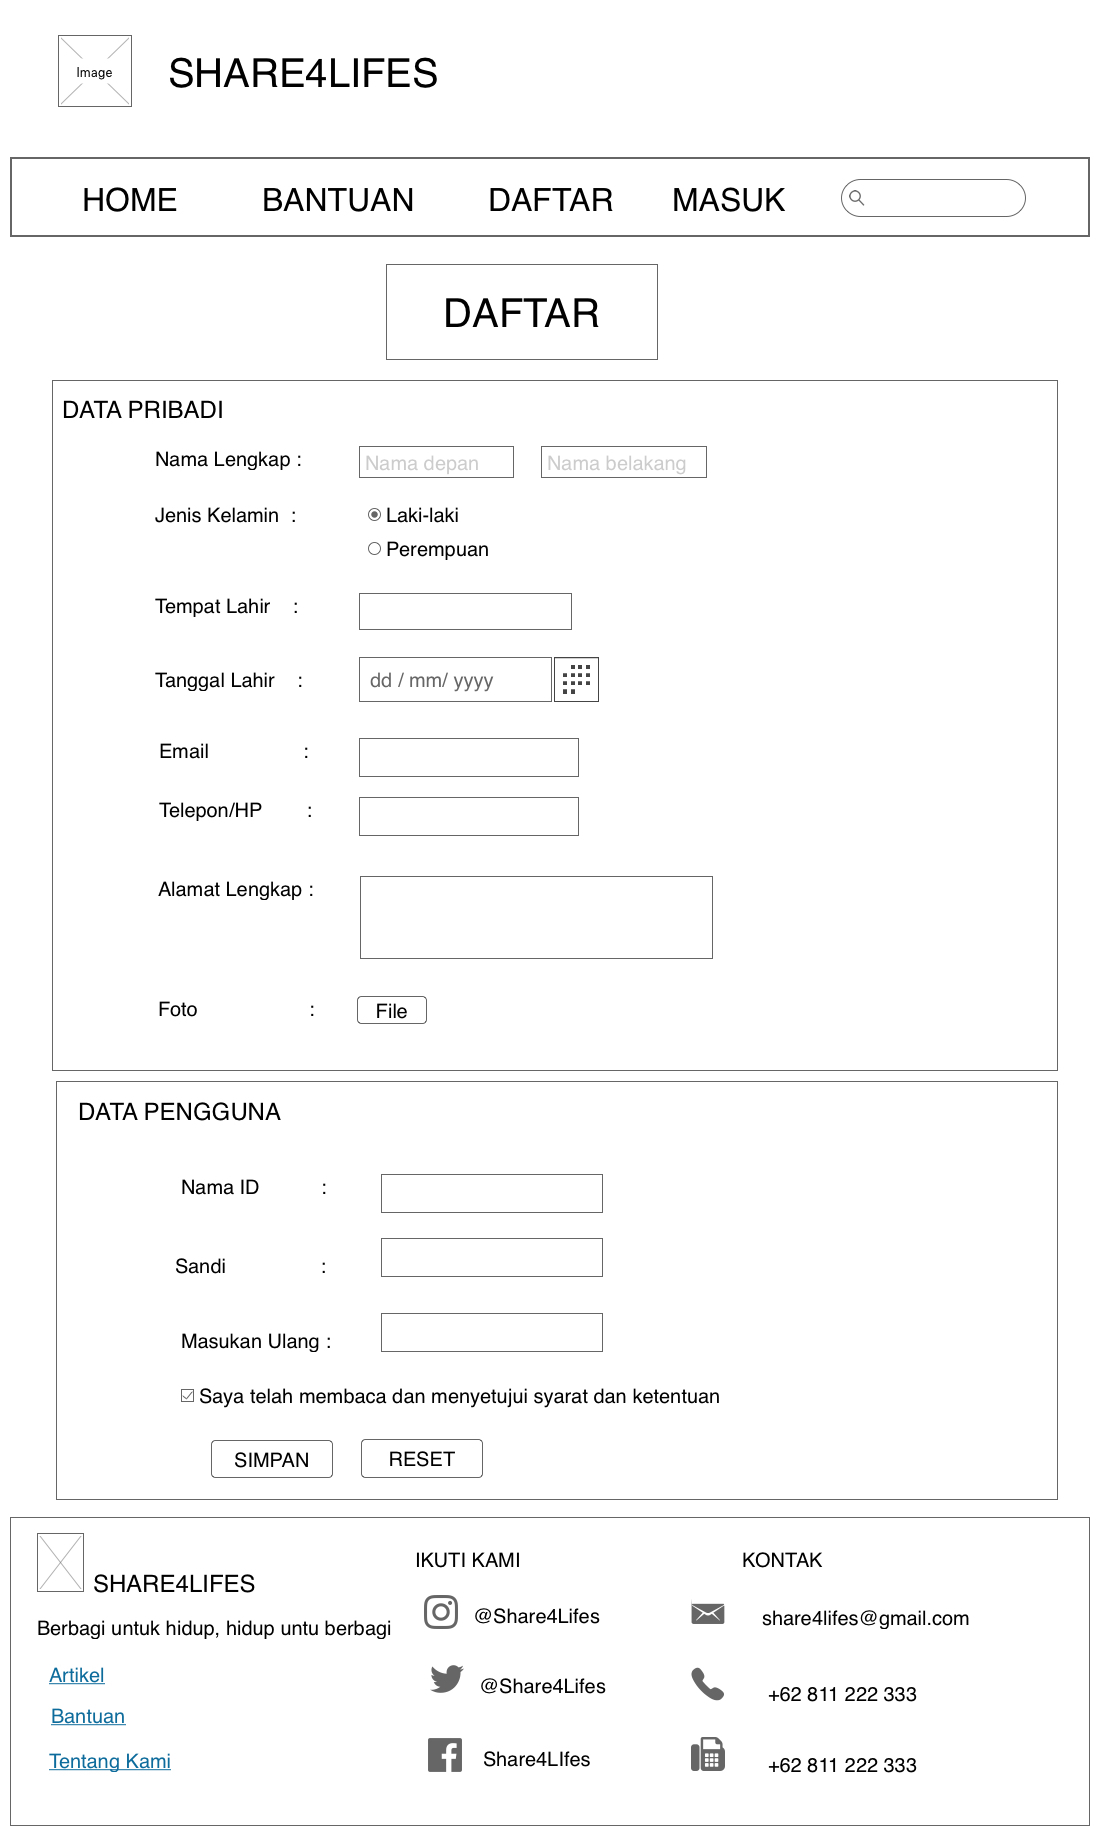 Image
SHARE4LIFES
HOME BANTUAN DAFTAR MASUK
DAFTAR
DATA PRIBADI
Nama Lengkap : Nama depan Nama belakang
Jenis Kelamin : Laki-laki
Perempuan
Tempat Lahir :
Tanggal Lahir : dd / mm/ yyyy
Email :
Telepon/HP :
Alamat Lengkap :
Foto : File
DATA PENGGUNA
Nama ID :
Sandi :
Masukan Ulang :
Saya telah membaca dan menyetujui syarat dan ketentuan
SIMPAN RESET
SHARE4LIFES
Berbagi untuk hidup, hidup untu berbagi
Artikel
Bantuan
Tentang Kami
IKUTI KAMI
@Share4Lifes
@Share4Lifes
Share4LIfes
KONTAK
share4lifes@gmail.com
+62 811 222 333
+62 811 222 333